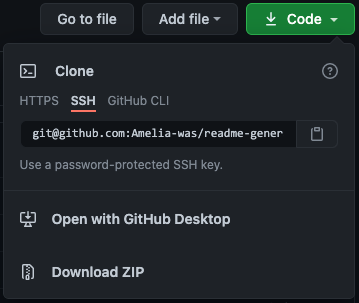 Go to file Add file Code
Clone
HTTPS SSH GitHub CLI
git@github.com:Amelia-was/readme-gener
Use a password-protected SSH key.
Open with GitHub Desktop
Download ZIP